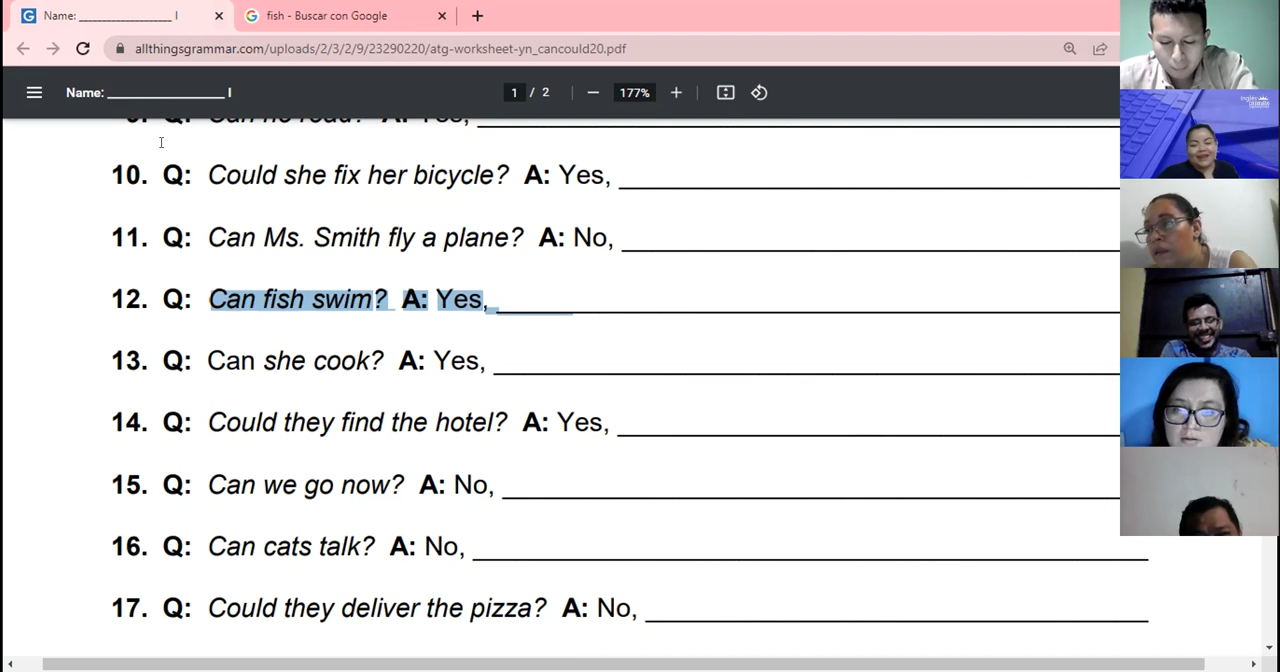 Name: ____________________ I
fish - Buscar con Google
allthingsgrammar.com/uploads/2/3/2/9/23290220/atg-worksheet-yn_cancould20.pdf
Name: ________________ I
1 / 2
177%
10. Q: Could she fix her bicycle? A: Yes,
11. Q: Can Ms. Smith fly a plane? A: No,
12. Q: Can fish swim? A: Yes,
13. Q: Can she cook? A: Yes,
14. Q: Could they find the hotel? A: Yes,
15. Q: Can we go now? A: No,
16. Q: Can cats talk? A: No,
17. Q: Could they deliver the pizza? A: No,